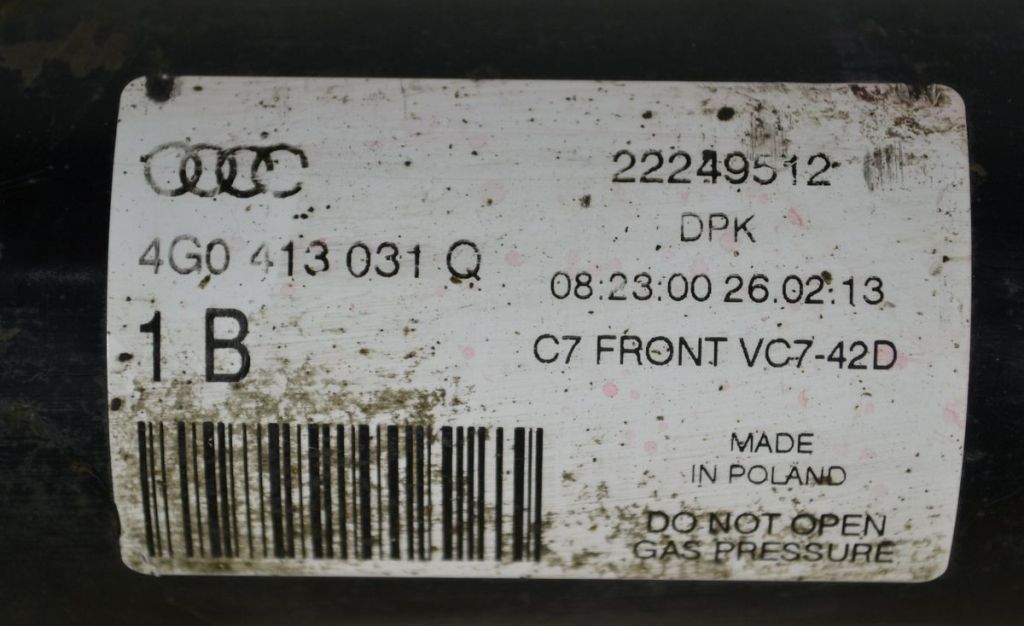 4G0 413 031 Q
1 B
22249512
DPK
08:23:00 26.02.13
C7 FRONT VC7-42D
MADE
IN POLAND
DO NOT OPEN
GAS PRESSURE